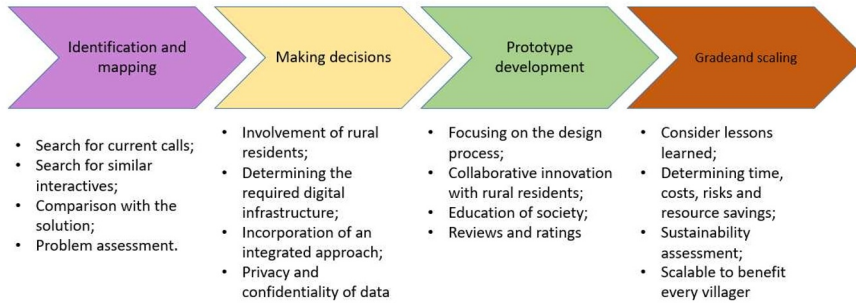 Identification and
mapping
Making decisions
Prototype
development
Gradeand scaling
• Search for current calls;
• Search for similar
interactives;
• Comparison with the
solution;
• Problem assessment.
• Involvement of rural
residents;
• Determining the
required digital
infrastructure;
• Incorporation of an
integrated approach;
• Privacy and
confidentiality of data
• Focusing on the design
process;
• Collaborative innovation
with rural residents;
• Education of society;
• Reviews and ratings
• Consider lessons
learned;
• Determining time,
costs, risks and
resource savings;
• Sustainability
assessment;
• Scalable to benefit
every villager